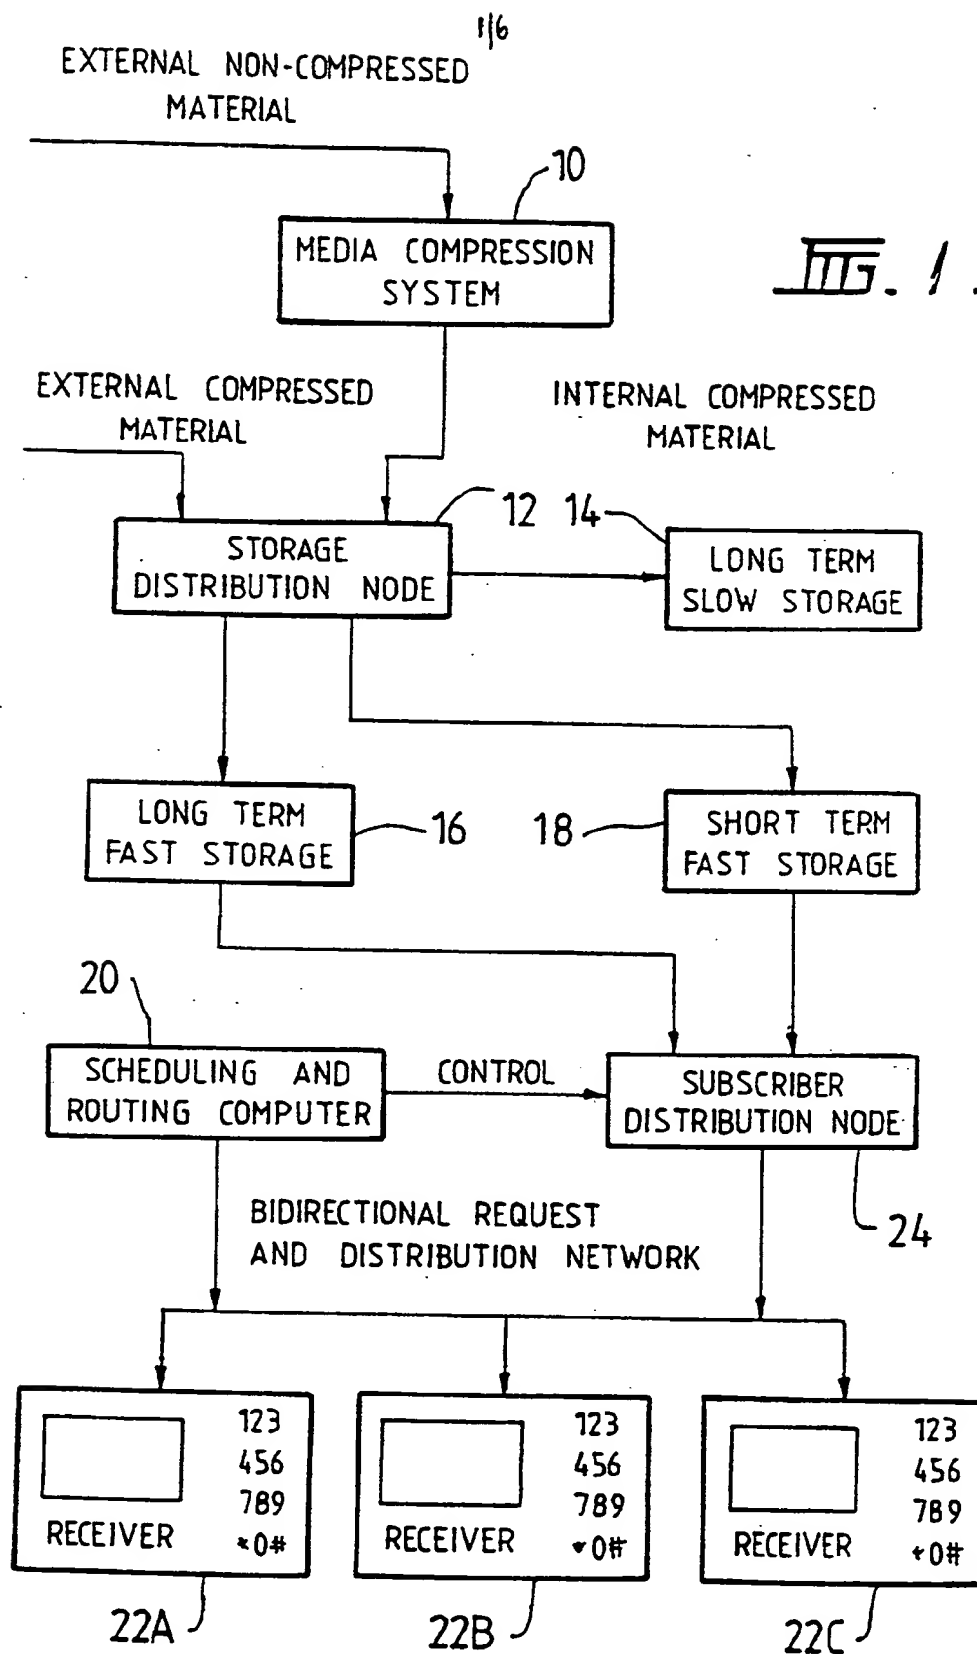 1/6
EXTERNAL NON-COMPRESSED
MATERIAL
10
MEDIA COMPRESSION
SYSTEM
FIG. 1.
EXTERNAL COMPRESSED
MATERIAL
INTERNAL COMPRESSED
MATERIAL
12
14
STORAGE
DISTRIBUTION NODE
LONG TERM
SLOW STORAGE
LONG TERM
FAST STORAGE
16
18
SHORT TERM
FAST STORAGE
20
SCHEDULING AND
ROUTING COMPUTER
CONTROL
SUBSCRIBER
DISTRIBUTION NODE
24
BIDIRECTIONAL REQUEST
AND DISTRIBUTION NETWORK
123
456
789
*0#
RECEIVER
22A
123
456
789
*0#
RECEIVER
22B
123
456
789
*0#
RECEIVER
22C